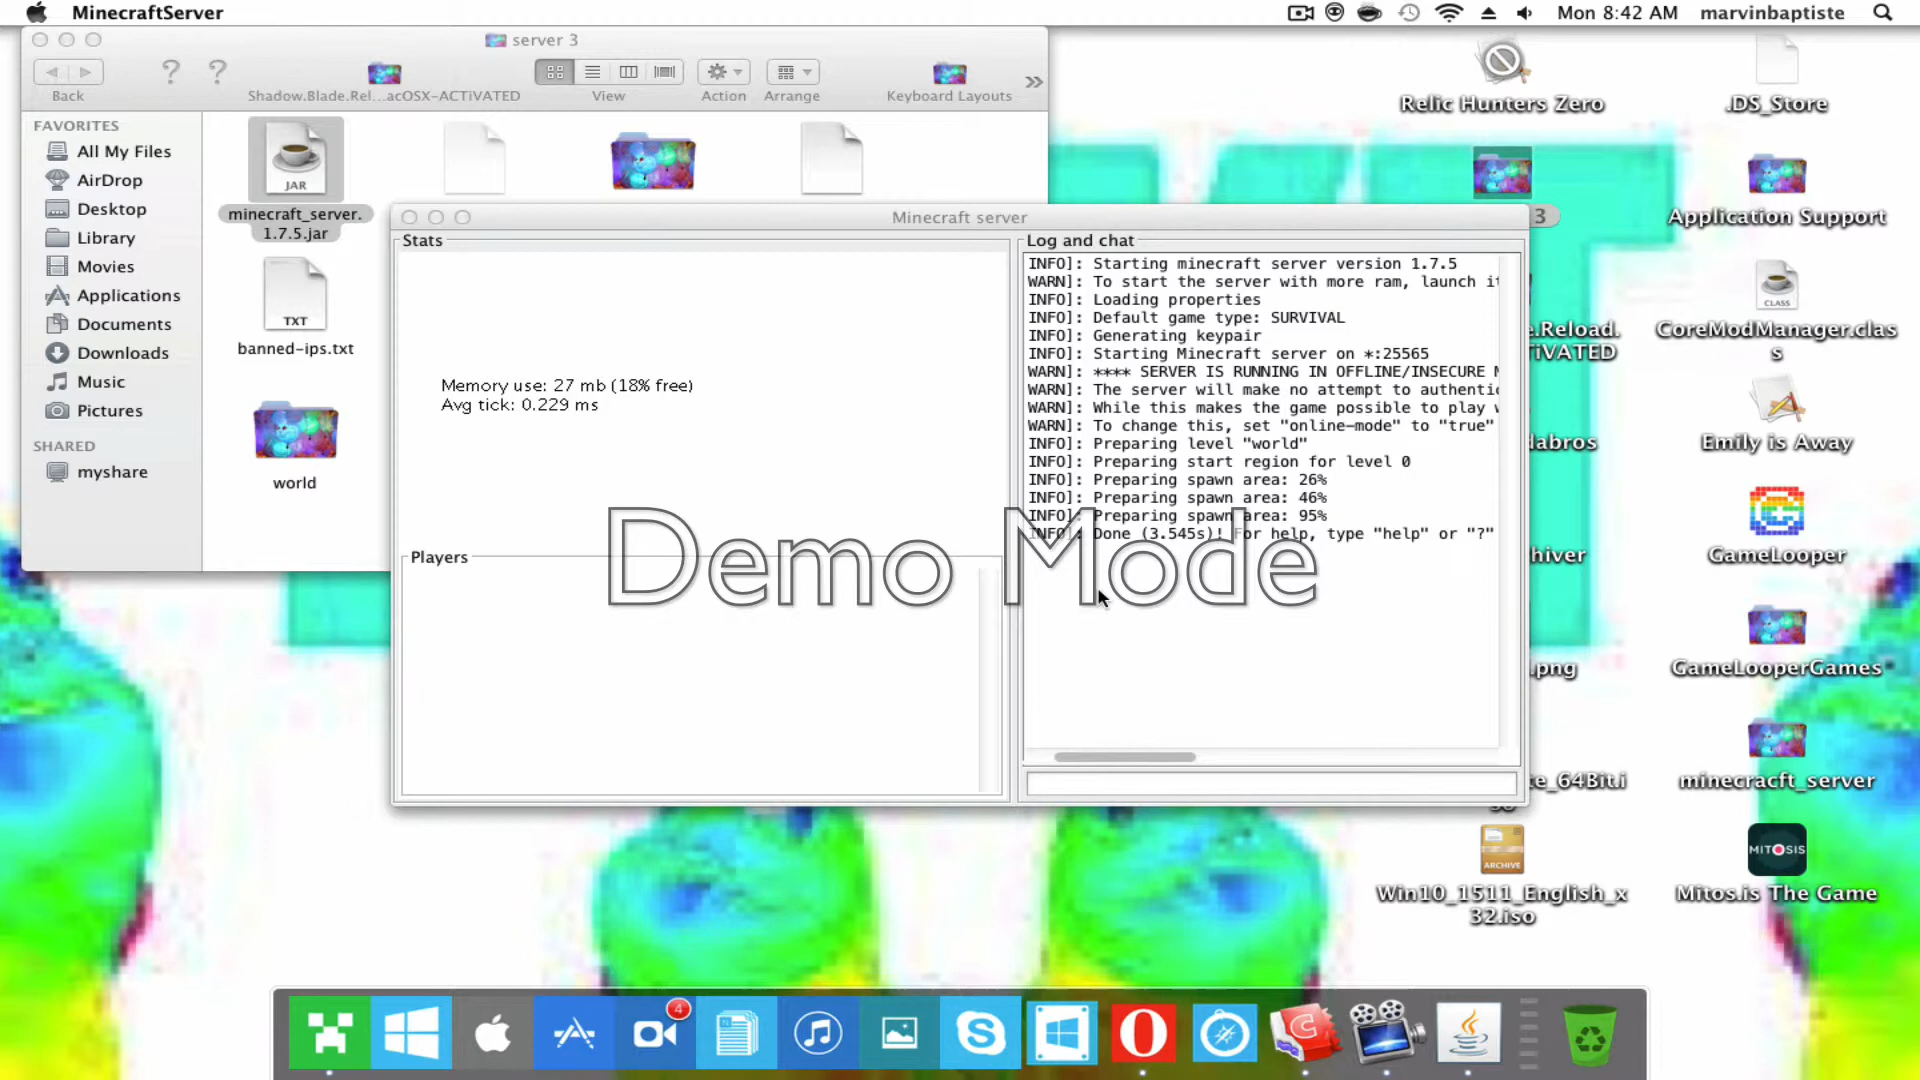 MinecraftServer
Mon 8:42 AM
marvinbaptiste
server 3
Back
Shadow.Blade.Rel...acOSX-ACTiVATED
View
Action
Arrange
Keyboard Layouts
FAVORITES
All My Files
AirDrop
Desktop
Library
Movies
Applications
Documents
Downloads
Music
Pictures
SHARED
myshare
JAR
minecraft_server.
1.7.5.jar
TXT
banned-ips.txt
world
Minecraft server
Stats
Memory use: 27 mb (18% free)
Avg tick: 0.229 ms
Players
Log and chat
INFO]: Starting minecraft server version 1.7.5
WARN]: To start the server with more ram, launch it
INFO]: Loading properties
INFO]: Default game type: SURVIVAL
INFO]: Generating keypair
INFO]: Starting Minecraft server on *:25565
WARN]: **** SERVER IS RUNNING IN OFFLINE/INSECURE M
WARN]: The server will make no attempt to authentic
WARN]: While this makes the game possible to play w
WARN]: To change this, set "online-mode" to "true"
INFO]: Preparing level "world"
INFO]: Preparing start region for level 0
INFO]: Preparing spawn area: 26%
INFO]: Preparing spawn area: 46%
INFO]: Preparing spawn area: 95%
INFO]: Done (3.545s)! For help, type "help" or "?"
Demo Mode
Relic Hunters Zero
.DS_Store
3
Application Support
e.Reload.
TiVATED
CLASS
CoreModManager.clas
s
dabros
Emily is Away
hiver
GameLooper
.png
GameLooperGames
te_64Bit.i
so
minecracft_server
ARCHIVE
Win10_1511_English_x
32.iso
MITOSIS
Mitos.is The Game
4